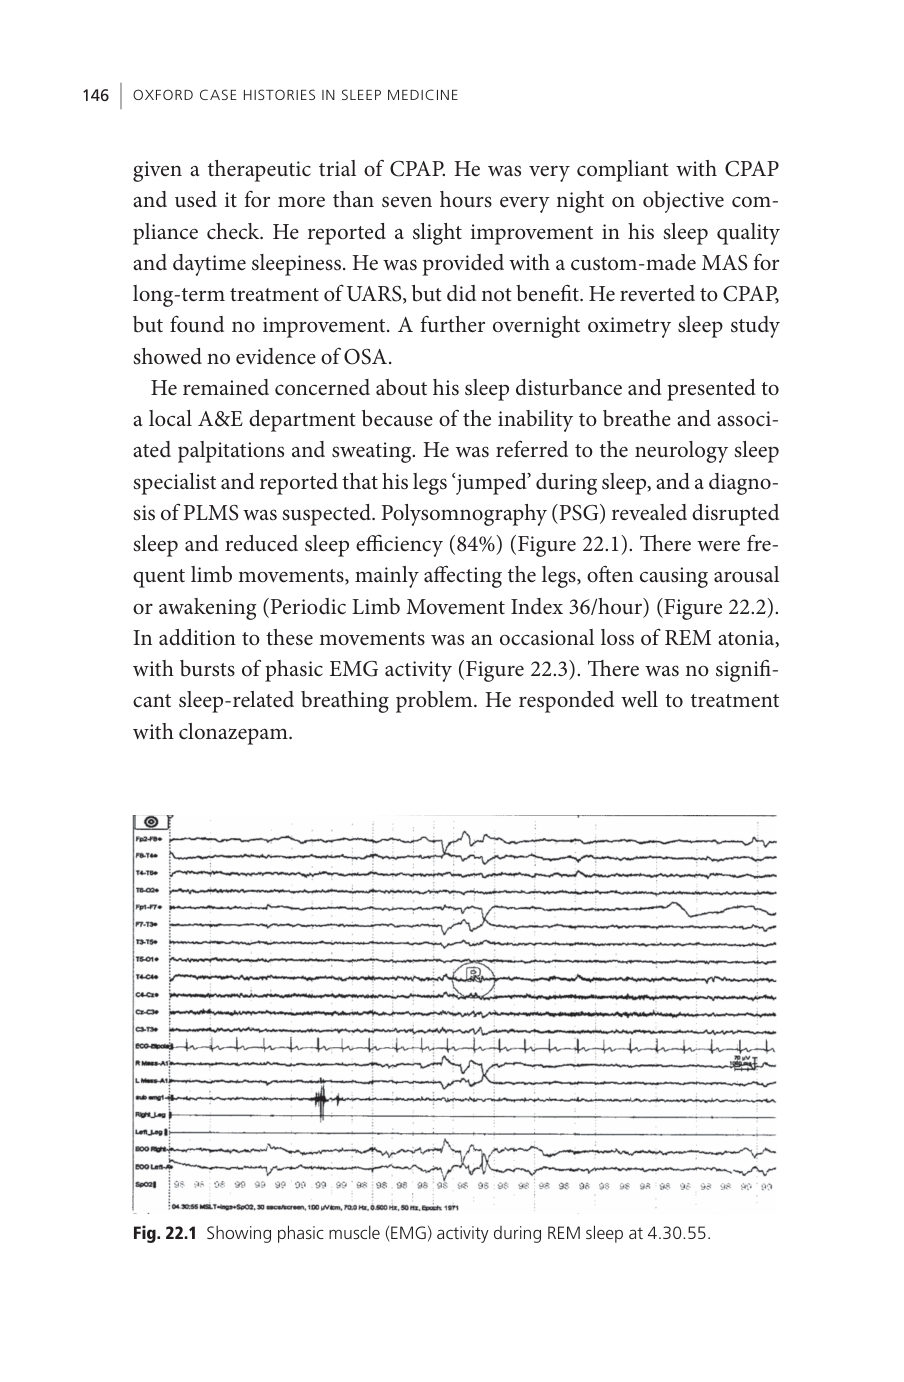 146 OXFORD CASE HISTORIES IN SLEEP MEDICINE
given a therapeutic trial of CPAP. He was very compliant with CPAP
and used it for more than seven hours every night on objective com-
pliance check. He reported a slight improvement in his sleep quality
and daytime sleepiness. He was provided with a custom-made MAS for
long-term treatment of UARS, but did not benefit. He reverted to CPAP,
but found no improvement. A further overnight oximetry sleep study
showed no evidence of OSA.
He remained concerned about his sleep disturbance and presented to
a local A&E department because of the inability to breathe and associ-
ated palpitations and sweating. He was referred to the neurology sleep
specialist and reported that his legs ‘jumped’ during sleep, and a diagno-
sis of PLMS was suspected. Polysomnography (PSG) revealed disrupted
sleep and reduced sleep efficiency (84%) (Figure 22.1). There were fre-
quent limb movements, mainly affecting the legs, often causing arousal
or awakening (Periodic Limb Movement Index 36/hour) (Figure 22.2).
In addition to these movements was an occasional loss of REM atonia,
with bursts of phasic EMG activity (Figure 22.3). There was no signifi-
cant sleep-related breathing problem. He responded well to treatment
with clonazepam.
Fp2-F8
F8-T4
T4-T6
T6-O2
Fp1-F7
F7-T3
T3-T5
T5-O1
T4-C4
R
C4-Cz
Cz-C3
C3-T3
R Mass-A1
L Mass-A1
sub emg1
Right_Leg
Left_Leg
EOG Right
EOG Left
SpO2
Fig. 22.1 Showing phasic muscle (EMG) activity during REM sleep at 4.30.55.